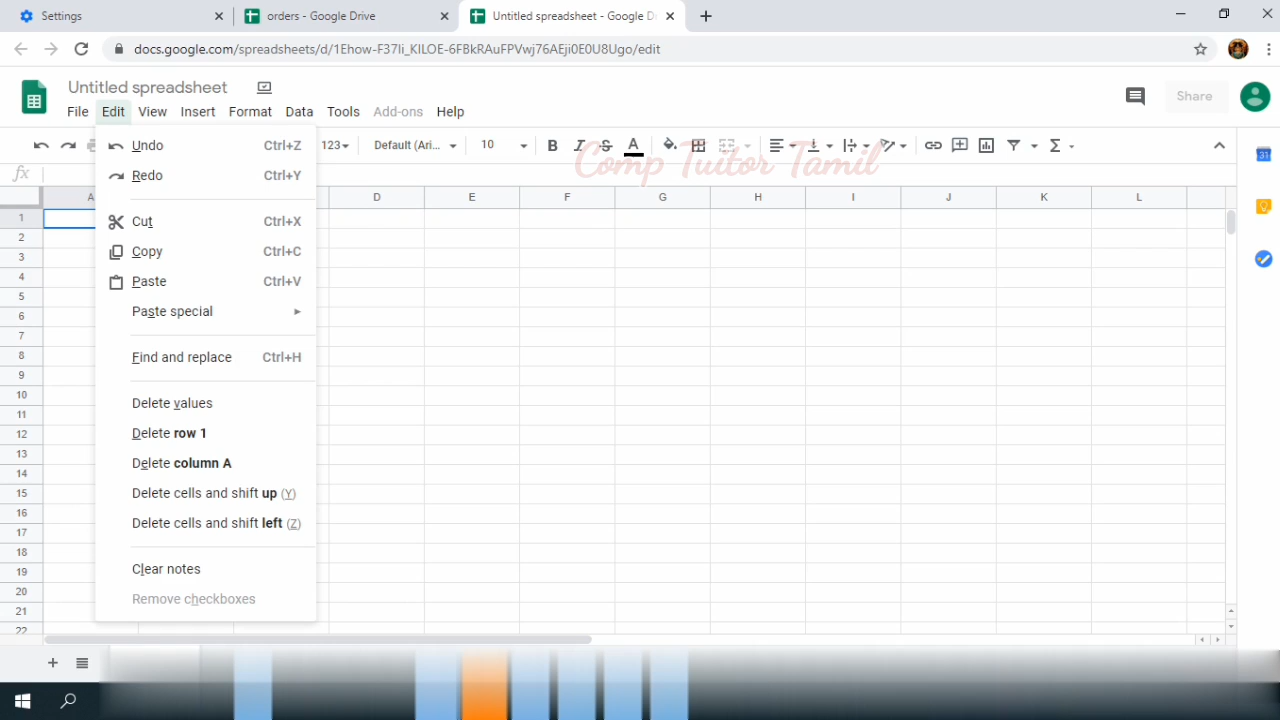 Settings
orders - Google Drive
Untitled spreadsheet - Google D
docs.google.com/spreadsheets/d/1Ehow-F37li_KILOE-6FBkRAuFPVwj76AEji0E0U8Ugo/edit
Untitled spreadsheet
File Edit View Insert Format Data Tools Add-ons Help
Share
123 Default (Ari... 10 B I S A Σ
Comp Tuitor Tamil
fx
A D E F G H I J K L
1
2
3
4
5
6
7
8
9
10
11
12
13
14
15
16
17
18
19
20
21
22
Undo Ctrl+Z
Redo Ctrl+Y
Cut Ctrl+X
Copy Ctrl+C
Paste Ctrl+V
Paste special
Find and replace Ctrl+H
Delete values
Delete row 1
Delete column A
Delete cells and shift up (Y)
Delete cells and shift left (Z)
Clear notes
Remove checkboxes
31